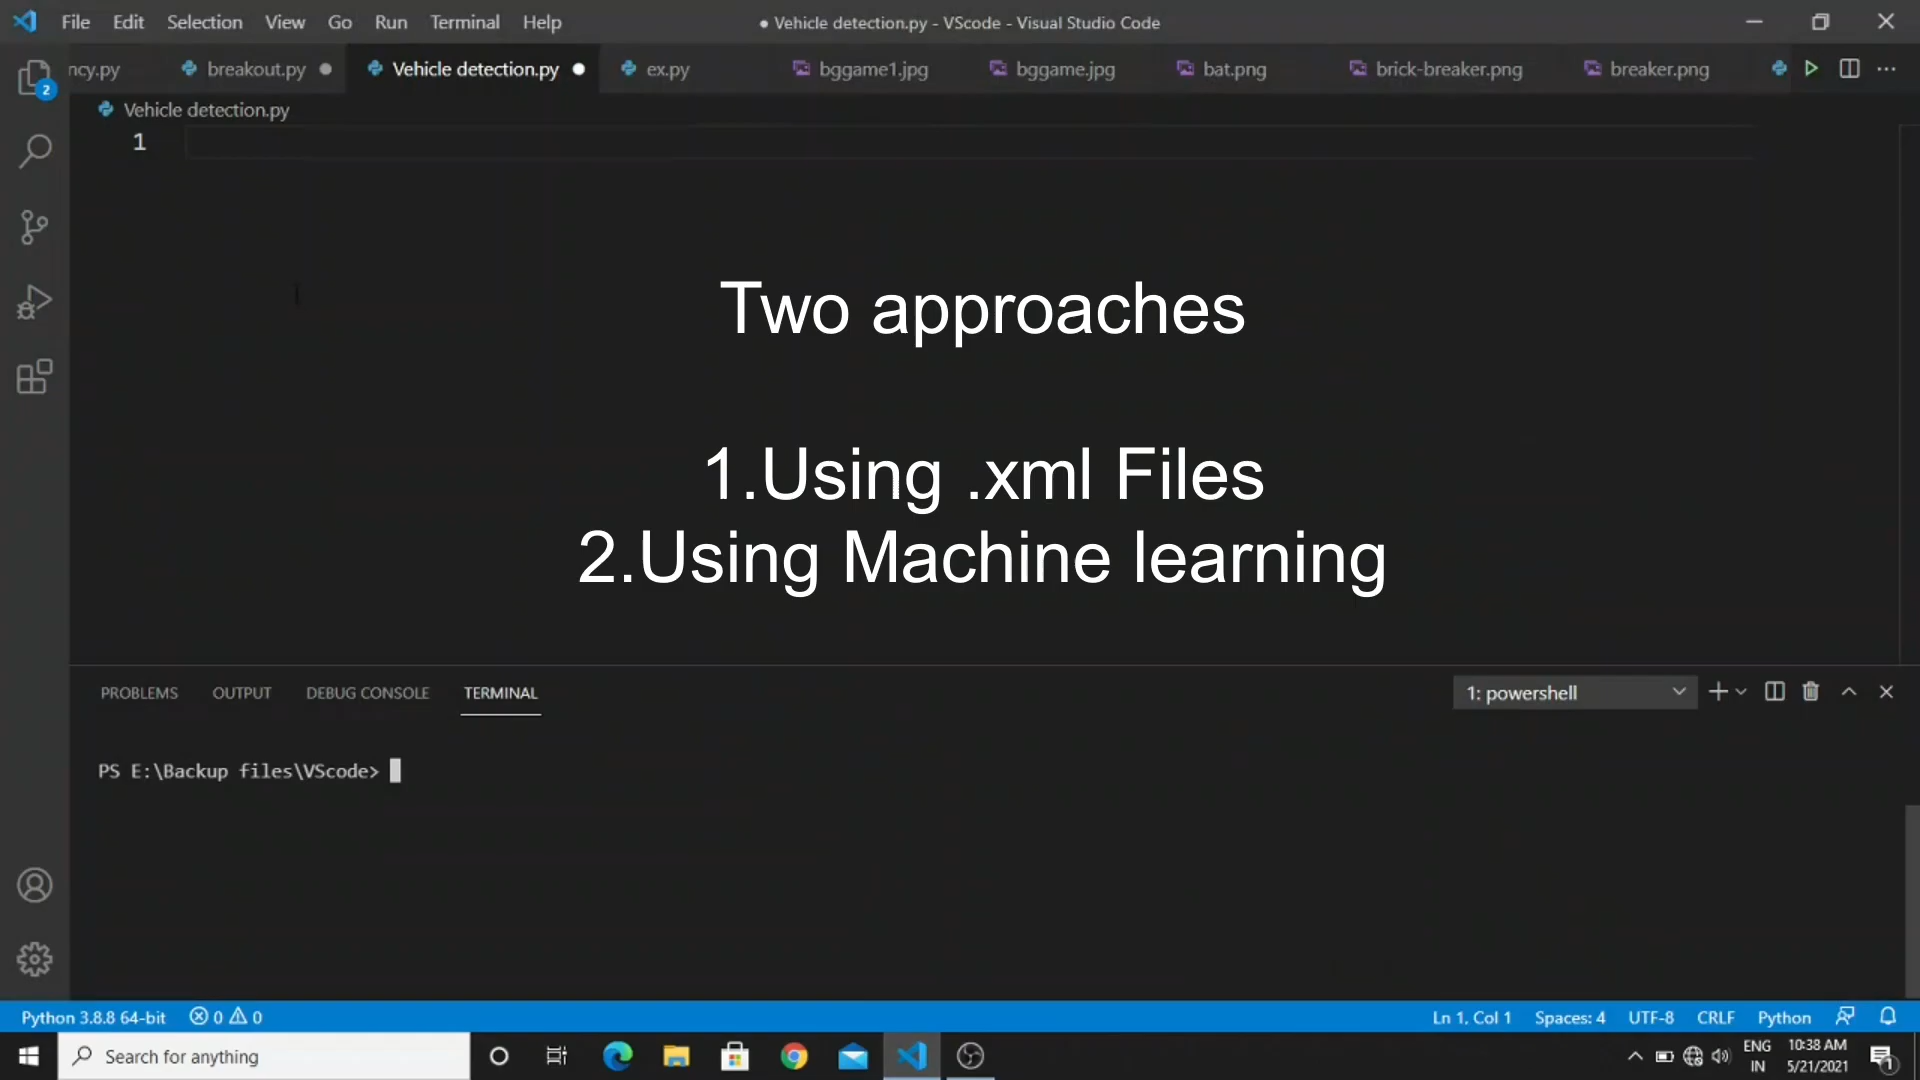 File Edit Selection View Go Run Terminal Help
● Vehicle detection.py - VScode - Visual Studio Code
ncy.py breakout.py Vehicle detection.py ex.py bggame1.jpg bggame.jpg bat.png brick-breaker.png breaker.png
2
Vehicle detection.py
1
Two approaches
1.Using .xml Files
2.Using Machine learning
PROBLEMS OUTPUT DEBUG CONSOLE TERMINAL
1: powershell
PS E:\Backup files\VScode>
Python 3.8.8 64-bit 0 0
Ln 1, Col 1 Spaces: 4 UTF-8 CRLF Python
Search for anything
ENG
IN
10:38 AM
5/21/2021
1